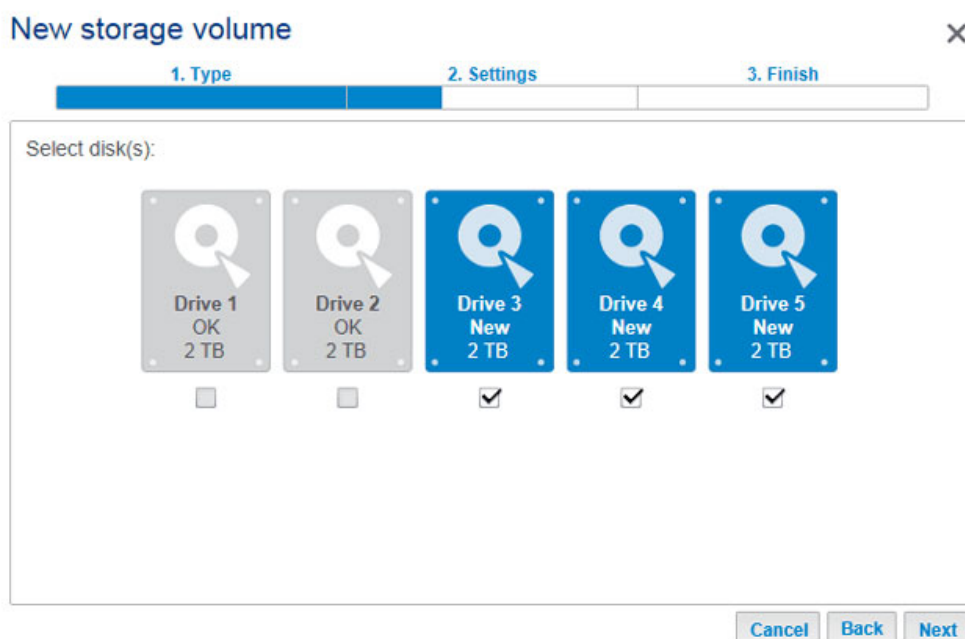 New storage volume
1. Type 2. Settings 3. Finish
Select disk(s):
Drive 1 Drive 2 Drive 3 Drive 4 Drive 5
OK OK New New New
2 TB 2 TB 2 TB 2 TB 2 TB
Cancel Back Next